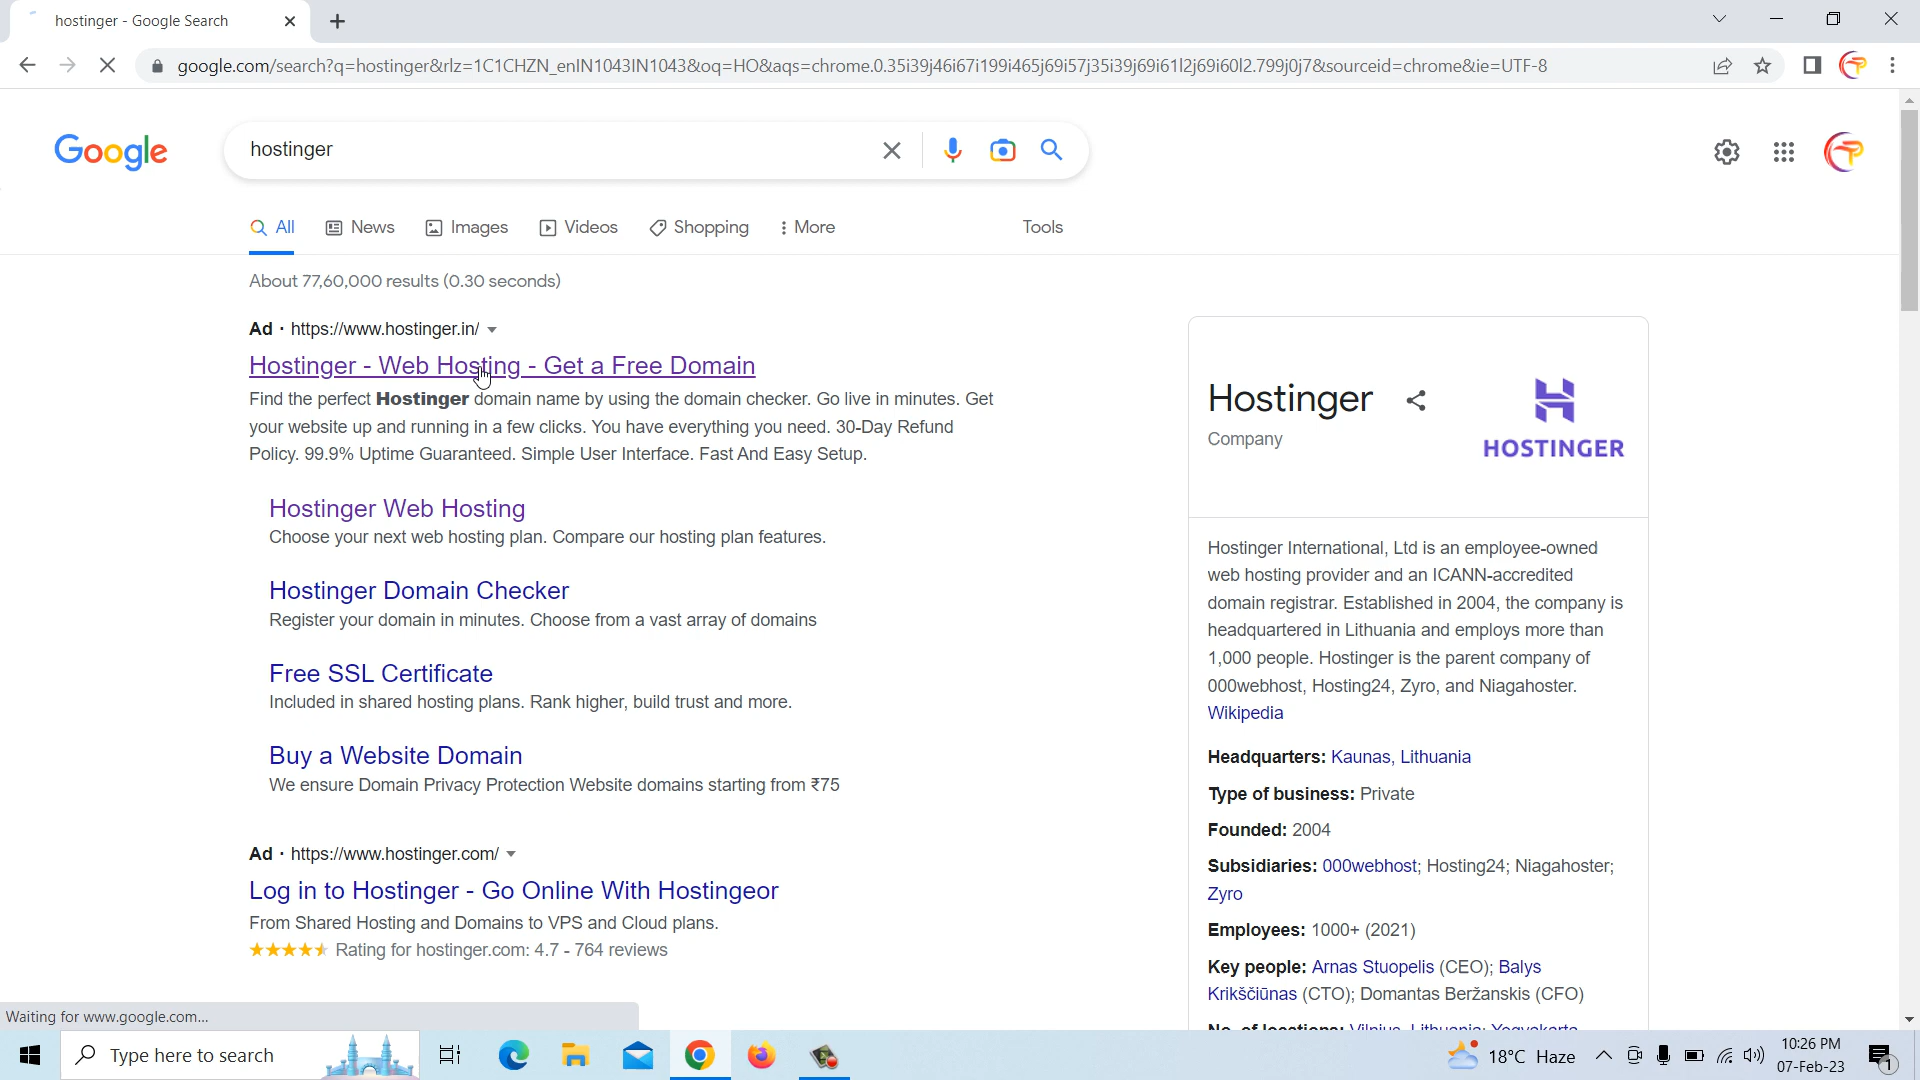 hostinger - Google Search
google.com/search?q=hostinger&rlz=1C1CHZN_enIN1043IN1043&oq=HO&aqs=chrome.0.35i39j46i67i199i465j69i57j35i39j69i61l2j69i60l2.799j0j7&sourceid=chrome&ie=UTF-8
Google
hostinger
All News Images Videos Shopping More Tools
About 77,60,000 results (0.30 seconds)
Ad · https://www.hostinger.in/
Hostinger - Web Hosting - Get a Free Domain
Find the perfect Hostinger domain name by using the domain checker. Go live in minutes. Get
your website up and running in a few clicks. You have everything you need. 30-Day Refund
Policy. 99.9% Uptime Guaranteed. Simple User Interface. Fast And Easy Setup.
Hostinger Web Hosting
Choose your next web hosting plan. Compare our hosting plan features.
Hostinger Domain Checker
Register your domain in minutes. Choose from a vast array of domains
Free SSL Certificate
Included in shared hosting plans. Rank higher, build trust and more.
Buy a Website Domain
We ensure Domain Privacy Protection Website domains starting from ₹75
Ad · https://www.hostinger.com/
Log in to Hostinger - Go Online With Hostingeor
From Shared Hosting and Domains to VPS and Cloud plans.
Rating for hostinger.com: 4.7 - 764 reviews
Hostinger
Company
HOSTINGER
Hostinger International, Ltd is an employee-owned
web hosting provider and an ICANN-accredited
domain registrar. Established in 2004, the company is
headquartered in Lithuania and employs more than
1,000 people. Hostinger is the parent company of
000webhost, Hosting24, Zyro, and Niagahoster.
Wikipedia
Headquarters: Kaunas, Lithuania
Type of business: Private
Founded: 2004
Subsidiaries: 000webhost; Hosting24; Niagahoster;
Zyro
Employees: 1000+ (2021)
Key people: Arnas Stuopelis (CEO); Balys
Krikščiūnas (CTO); Domantas Beržanskis (CFO)
No. of locations: Vilnius, Lithuania; Yogyakarta
Waiting for www.google.com...
Type here to search
18°C Haze
10:26 PM
07-Feb-23
1